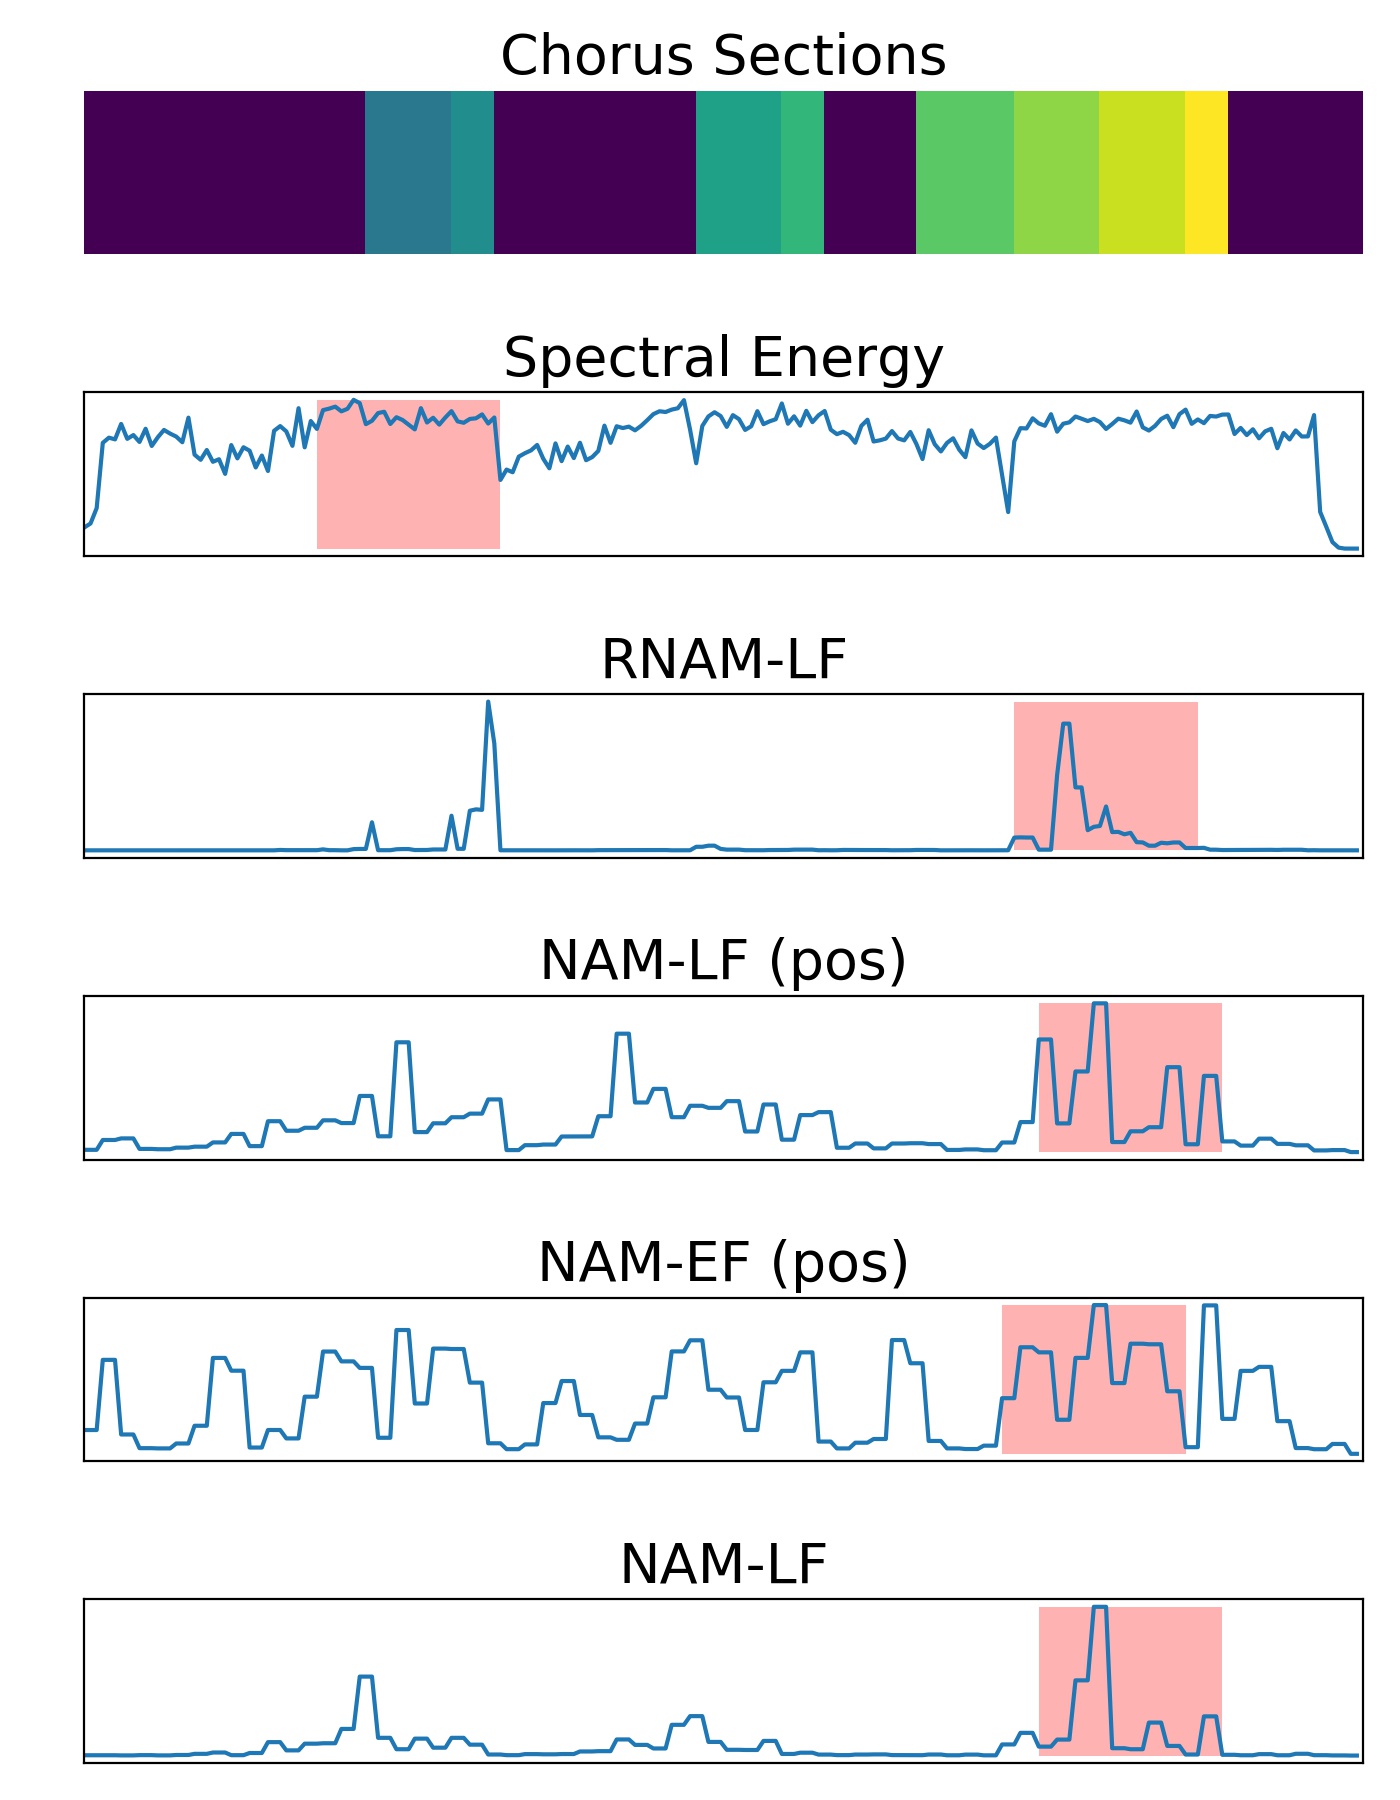 Chorus Sections
Spectral Energy
RNAM-LF
NAM-LF (pos)
NAM-EF (pos)
NAM-LF